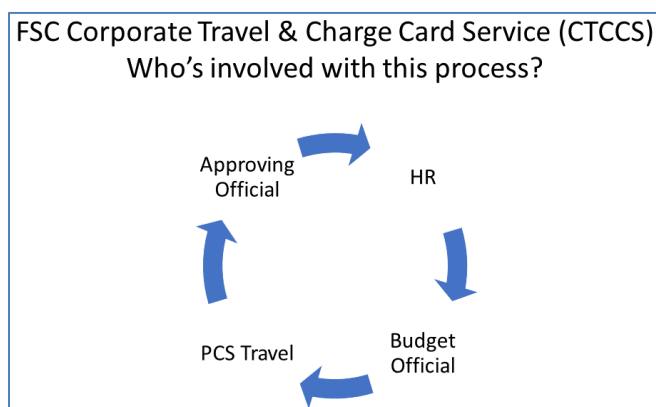 FSC Corporate Travel & Charge Card Service (CTCCS)
Who's involved with this process?
Approving
Official
HR
Budget
Official
PCS Travel